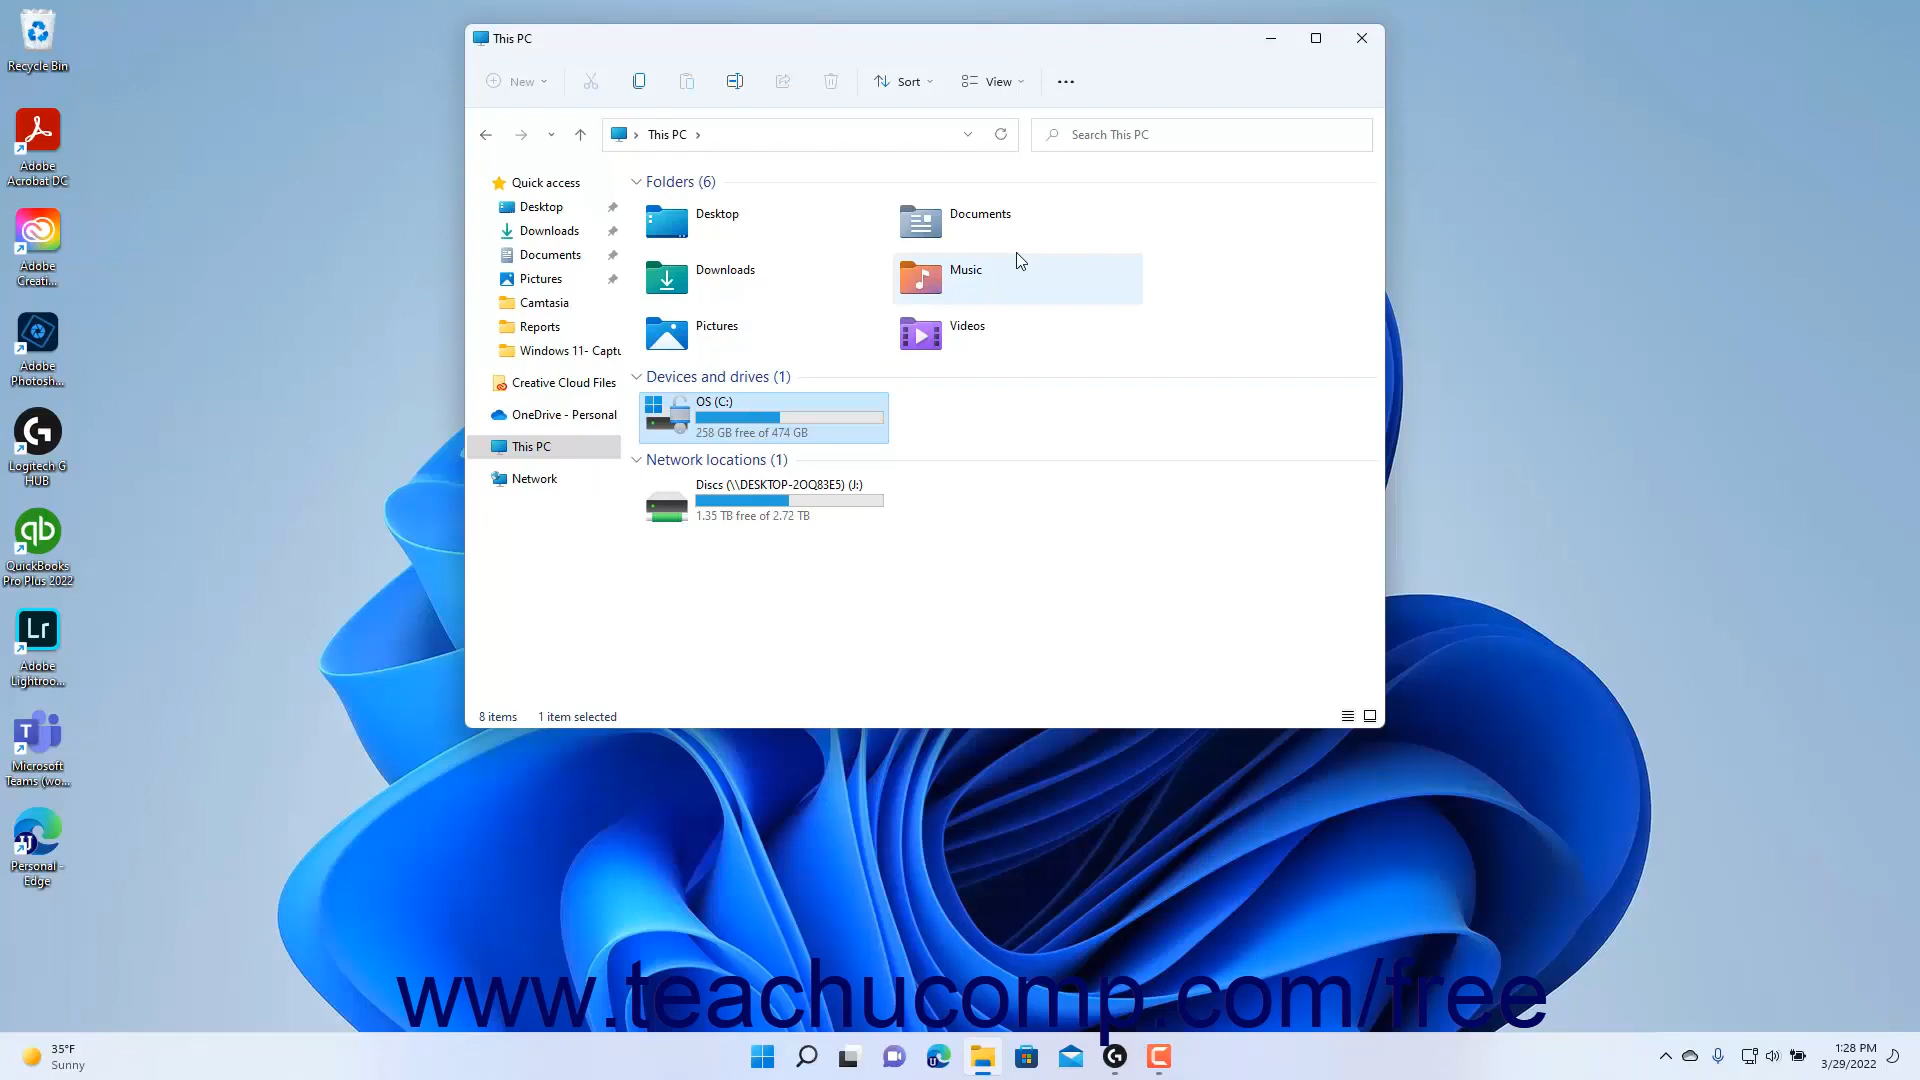 Recycle Bin
Adobe
Acrobat DC
Adobe
Creati...
Adobe
Photosh...
Logitech G
HUB
QuickBooks
Pro Plus 2022
Lr
Adobe
Lightroo...
Microsoft
Teams (wo...
Personal -
Edge
This PC
New
Sort
View
This PC
Search This PC
Quick access
Desktop
Downloads
Documents
Pictures
Camtasia
Reports
Windows 11- Captu
Creative Cloud Files
OneDrive - Personal
This PC
Network
Folders (6)
Desktop
Documents
Downloads
Music
Pictures
Videos
Devices and drives (1)
OS (C:)
258 GB free of 474 GB
Network locations (1)
Discs (\\DESKTOP-2OQ83E5) (J:)
1.35 TB free of 2.72 TB
8 items
1 item selected
www.teachucomp.com/free
35°F
Sunny
1:28 PM
3/29/2022